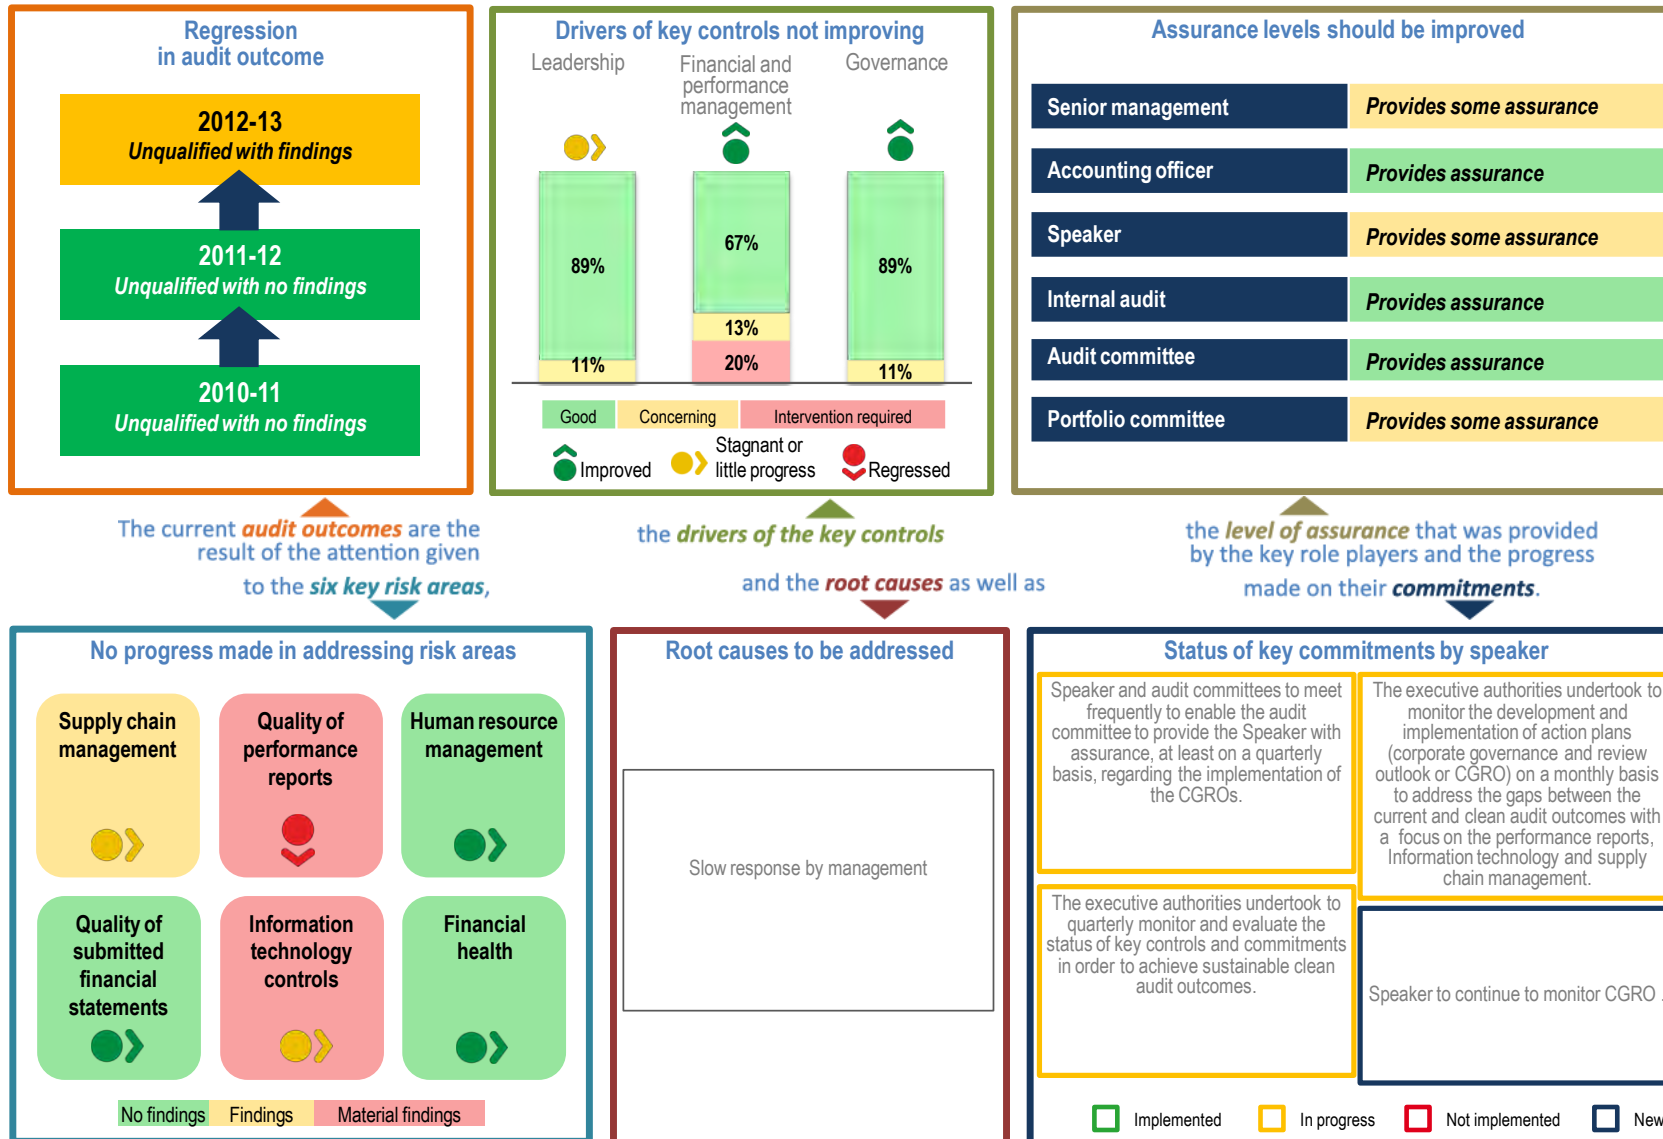 Regression
in audit outcome
2012-13
Unqualified with findings
2011-12
Unqualified with no findings
2010-11
Unqualified with no findings
Drivers of key controls not improving
Leadership
Financial and
performance
management
Governance
89%
11%
67%
13%
20%
89%
11%
Good
Concerning
Intervention required
Improved
Stagnant or
little progress
Regressed
Assurance levels should be improved
Senior management
Provides some assurance
Accounting officer
Provides assurance
Speaker
Provides some assurance
Internal audit
Provides assurance
Audit committee
Provides assurance
Portfolio committee
Provides some assurance
The current audit outcomes are the
result of the attention given
to the six key risk areas,
the drivers of the key controls
and the root causes as well as
the level of assurance that was provided
by the key role players and the progress
made on their commitments.
No progress made in addressing risk areas
Supply chain
management
Quality of
performance
reports
Human resource
management
Quality of
submitted
financial
statements
Information
technology
controls
Financial
health
No findings
Findings
Material findings
Root causes to be addressed
Slow response by management
Status of key commitments by speaker
Speaker and audit committees to meet
frequently to enable the audit
committee to provide the Speaker with
assurance, at least on a quarterly
basis, regarding the implementation of
the CGROs.
The executive authorities undertook to
monitor the development and
implementation of action plans
(corporate governance and review
outlook or CGRO) on a monthly basis
to address the gaps between the
current and clean audit outcomes with
a focus on the performance reports,
Information technology and supply
chain management.
The executive authorities undertook to
quarterly monitor and evaluate the
status of key controls and commitments
in order to achieve sustainable clean
audit outcomes.
Speaker to continue to monitor CGRO .
Implemented
In progress
Not implemented
New